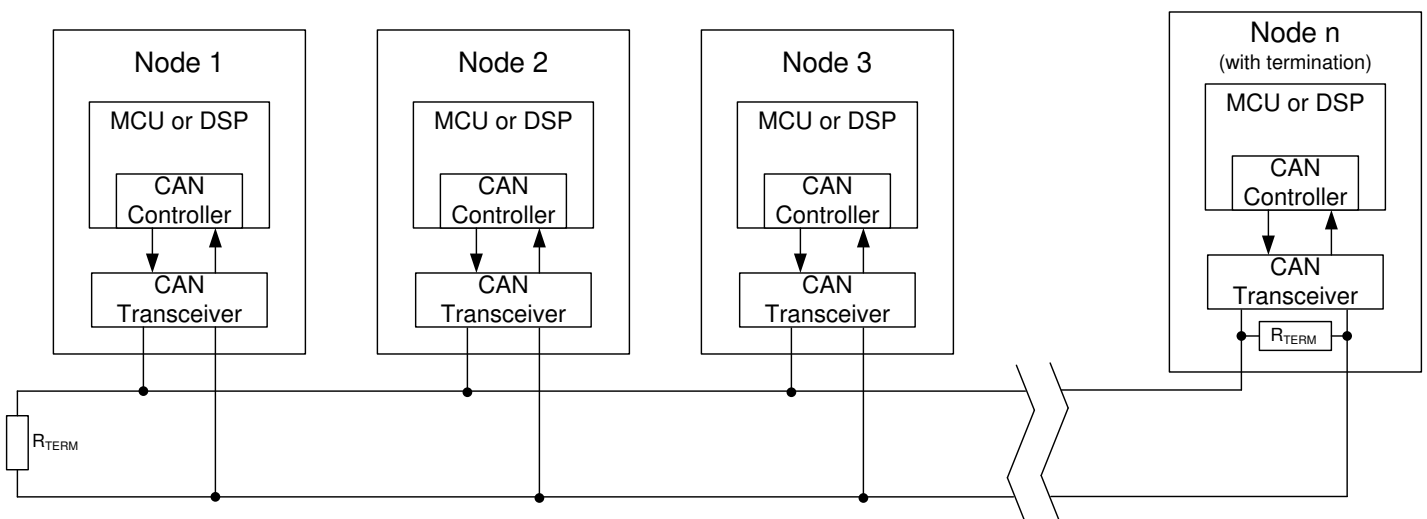 Node 1
MCU or DSP
CAN
Controller
CAN
Transceiver
Node 2
MCU or DSP
CAN
Controller
CAN
Transceiver
Node 3
MCU or DSP
CAN
Controller
CAN
Transceiver
Node n
(with termination)
MCU or DSP
CAN
Controller
CAN
Transceiver
RTERM
RTERM